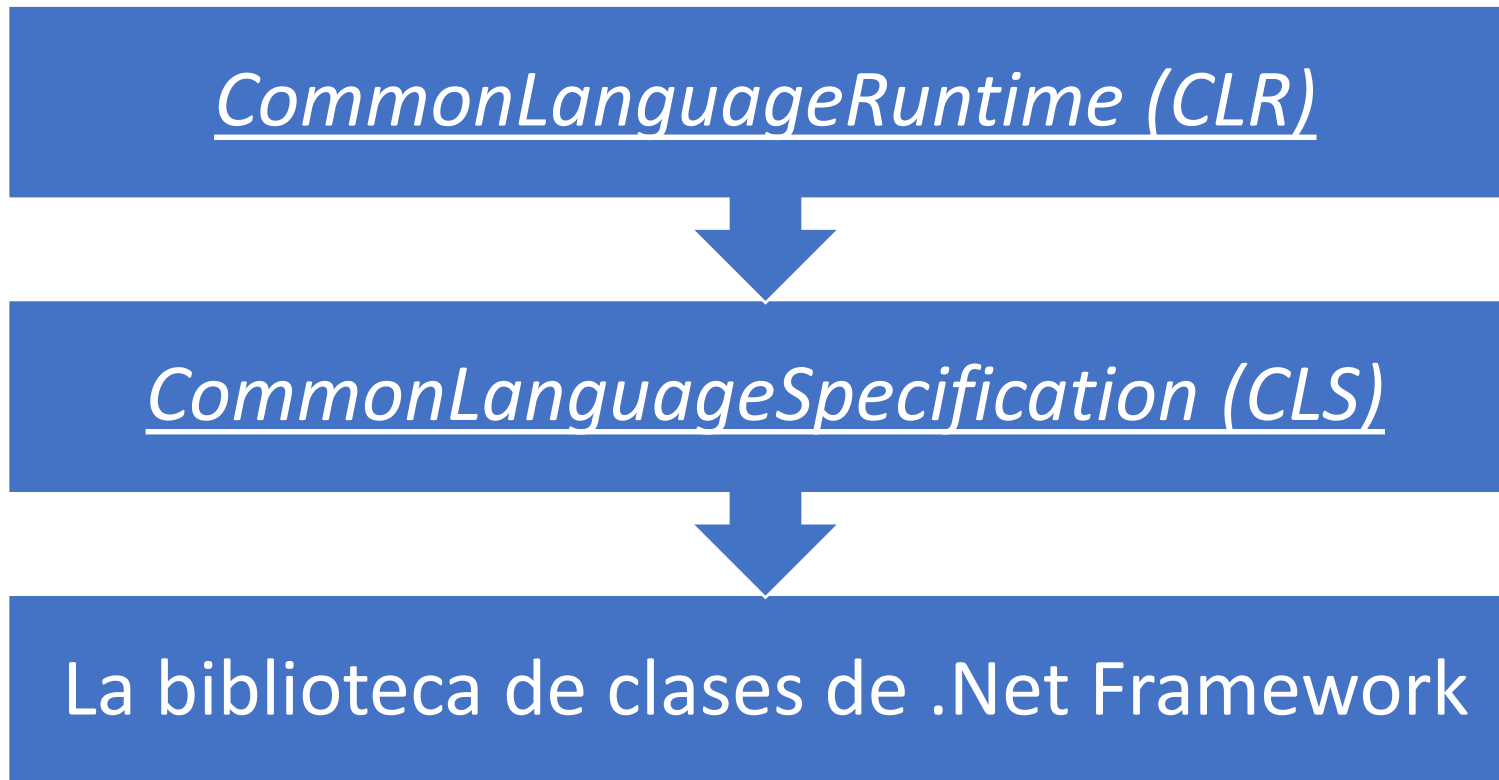 CommonLanguageRuntime (CLR)
CommonLanguageSpecification (CLS)
La biblioteca de clases de .Net Framework